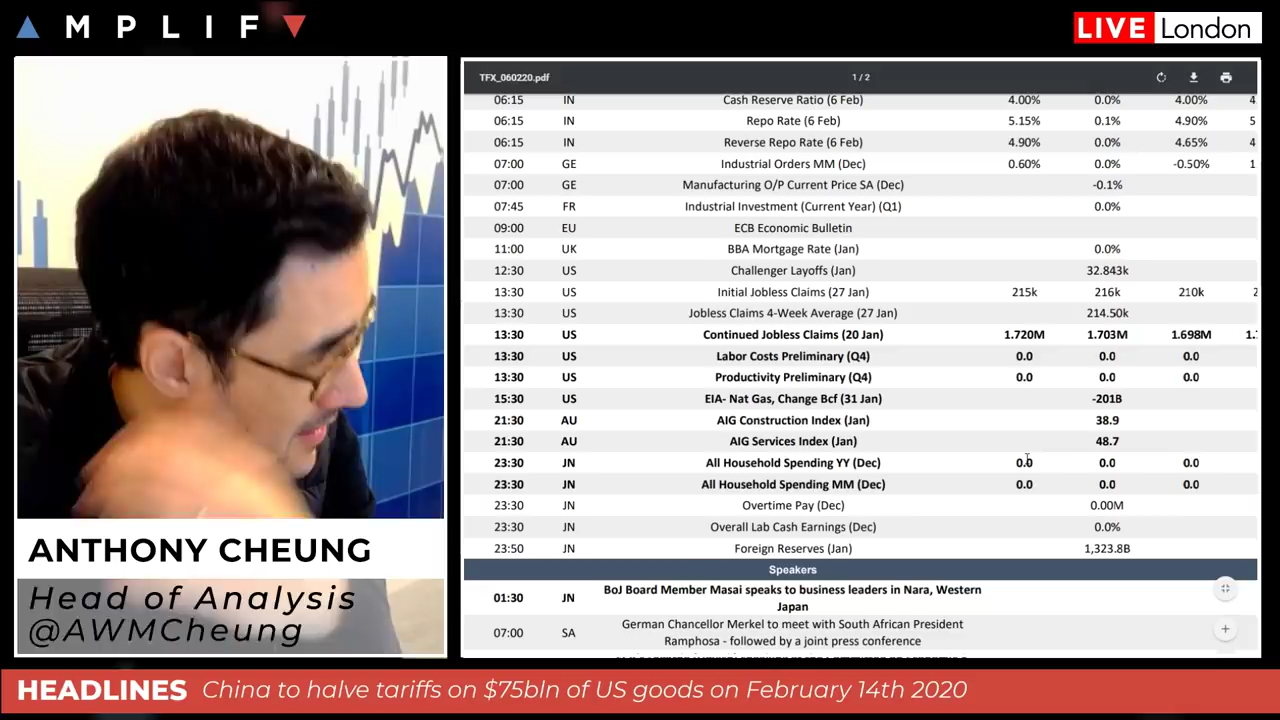 AMPLIFY
LIVE London
TFX_060220.pdf 1 / 2
06:15 IN Cash Reserve Ratio (6 Feb) 4.00% 0.0% 4.00% 4
06:15 IN Repo Rate (6 Feb) 5.15% 0.1% 4.90% 5
06:15 IN Reverse Repo Rate (6 Feb) 4.90% 0.0% 4.65% 4
07:00 GE Industrial Orders MM (Dec) 0.60% 0.0% -0.50% 1
07:00 GE Manufacturing O/P Current Price SA (Dec) -0.1%
07:45 FR Industrial Investment (Current Year) (Q1) 0.0%
09:00 EU ECB Economic Bulletin
11:00 UK BBA Mortgage Rate (Jan) 0.0%
12:30 US Challenger Layoffs (Jan) 32.843k
13:30 US Initial Jobless Claims (27 Jan) 215k 216k 210k 2
13:30 US Jobless Claims 4-Week Average (27 Jan) 214.50k
13:30 US Continued Jobless Claims (20 Jan) 1.720M 1.703M 1.698M 1.
13:30 US Labor Costs Preliminary (Q4) 0.0 0.0 0.0
13:30 US Productivity Preliminary (Q4) 0.0 0.0 0.0
15:30 US EIA- Nat Gas, Change Bcf (31 Jan) -201B
21:30 AU AIG Construction Index (Jan) 38.9
21:30 AU AIG Services Index (Jan) 48.7
23:30 JN All Household Spending YY (Dec) 0.0 0.0 0.0
23:30 JN All Household Spending MM (Dec) 0.0 0.0 0.0
23:30 JN Overtime Pay (Dec) 0.00M
23:30 JN Overall Lab Cash Earnings (Dec) 0.0%
23:50 JN Foreign Reserves (Jan) 1,323.8B
Speakers
01:30 JN BoJ Board Member Masai speaks to business leaders in Nara, Western
Japan
07:00 SA German Chancellor Merkel to meet with South African President
Ramphosa - followed by a joint press conference
ANTHONY CHEUNG
Head of Analysis
@AWMCheung
HEADLINES China to halve tariffs on $75bln of US goods on February 14th 2020